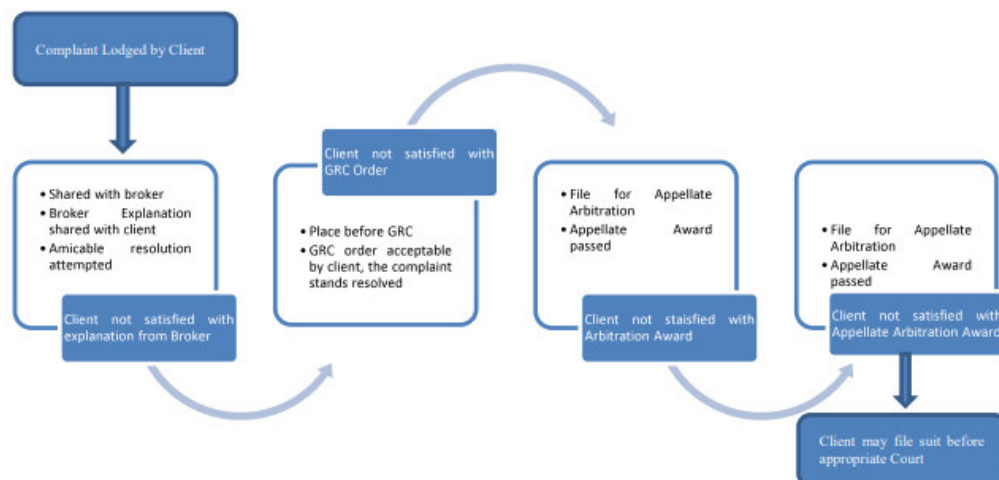 Complaint Lodged by Client
• Shared with broker
• Broker Explanation
shared with client
• Amicable resolution
attempted
Client not satisfied with
explanation from Broker
Client not satisfied with
GRC Order
• Place before GRC
• GRC order acceptable
by client, the complaint
stands resolved
• File for Appellate
Arbitration
• Appellate Award
passed
Client not staisfied with
Arbitration Award
• File for Appellate
Arbitration
• Appellate Award
passed
Client not satisfied with
Appellate Arbitration Award
Client may file suit before
appropriate Court